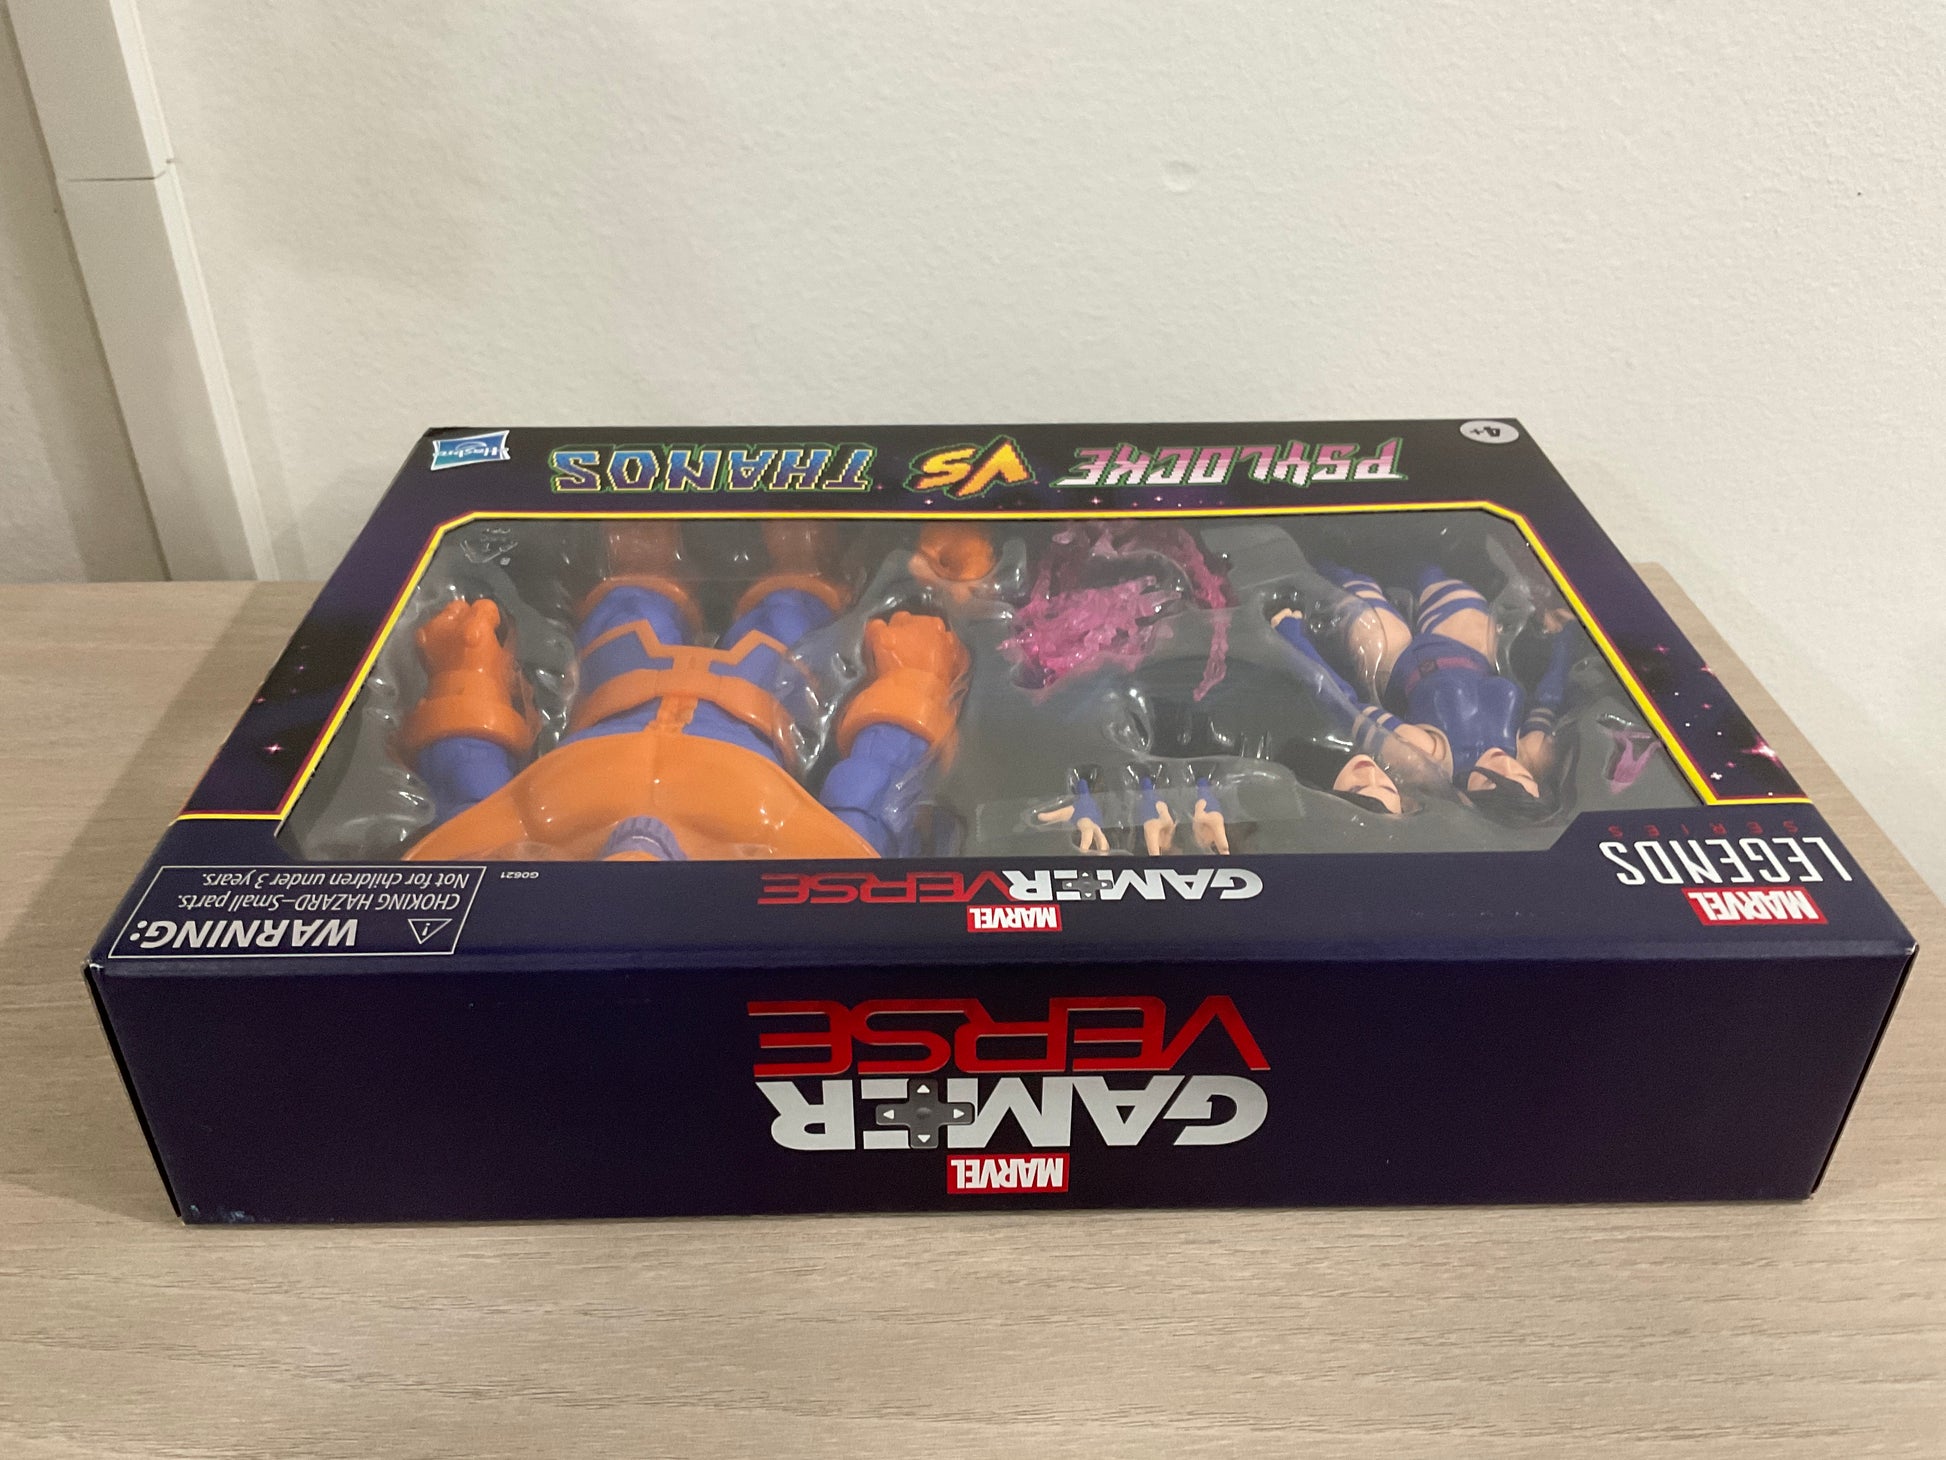 MARVEL
GAMER
VERSE
MARVEL
LEGENDS
SERIES
MARVEL
GAMERVERSE
G0621
WARNING:
CHOKING HAZARD–Small parts.
Not for children under 3 years.
4+
PSYLOCKE VS THANOS
Hasbro